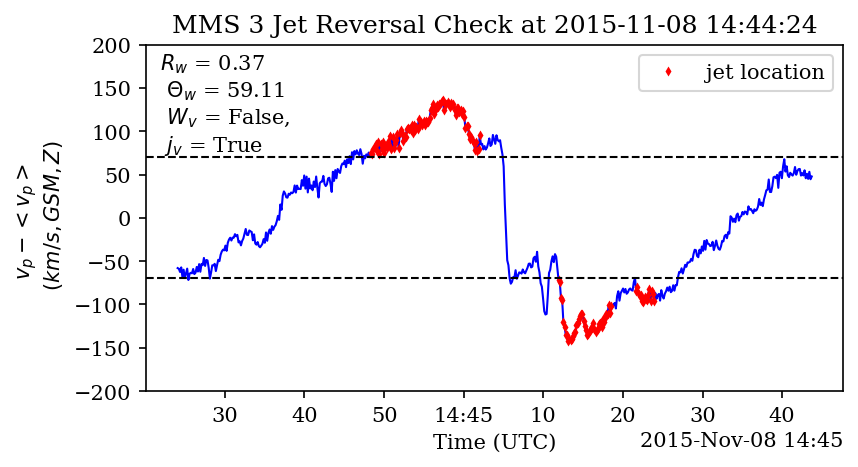 MMS 3 Jet Reversal Check at 2015-11-08 14:44:24
R_w = 0.37
Θ_w = 59.11
W_v = False,
j_v = True
jet location
200
150
100
50
0
−50
−100
−150
−200
v_p − < v_p >
(km/s, GSM, Z)
30 40 50 14:45 10 20 30 40
Time (UTC)
2015-Nov-08 14:45